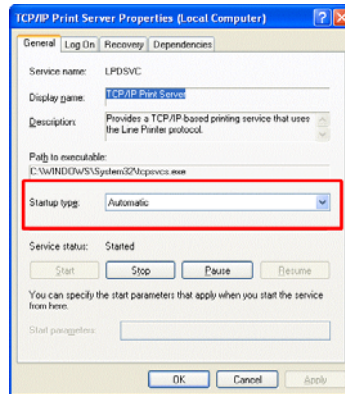 TCP/IP Print Server Properties (Local Computer)
General Log On Recovery Dependencies
Service name: LPDSVC
Display name: TCP/IP Print Server
Description: Provides a TCP/IP-based printing service that uses
the Line Printer protocol.
Path to executable:
C:\WINDOWS\System32\tcpsvcs.exe
Startup type: Automatic
Service status: Started
Start Stop Pause Resume
You can specify the start parameters that apply when you start the service
from here.
Start parameters:
OK Cancel Apply